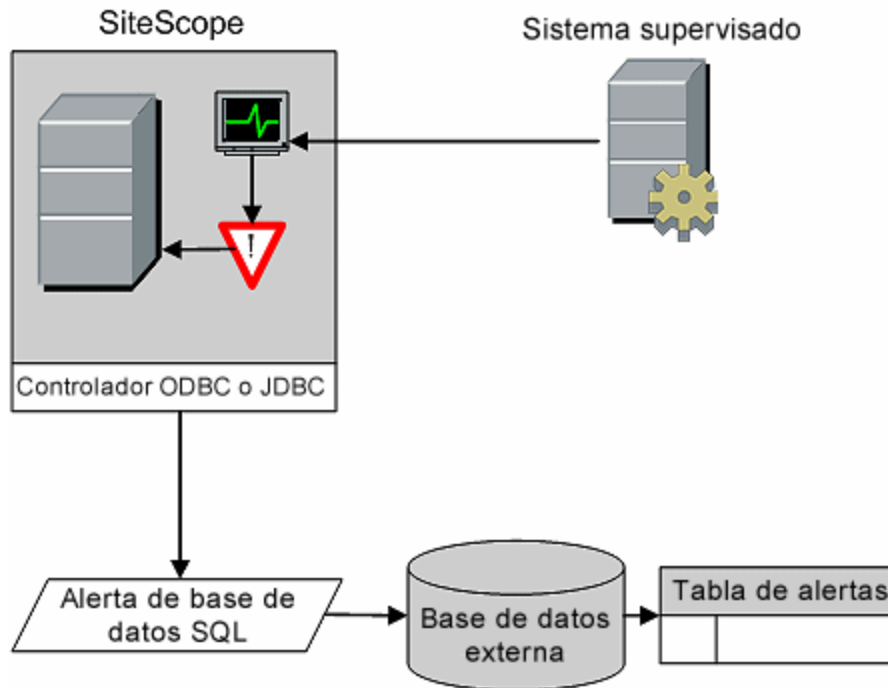 SiteScope
Sistema supervisado
!
Controlador ODBC o JDBC
Alerta de base de
datos SQL
Base de datos
externa
Tabla de alertas